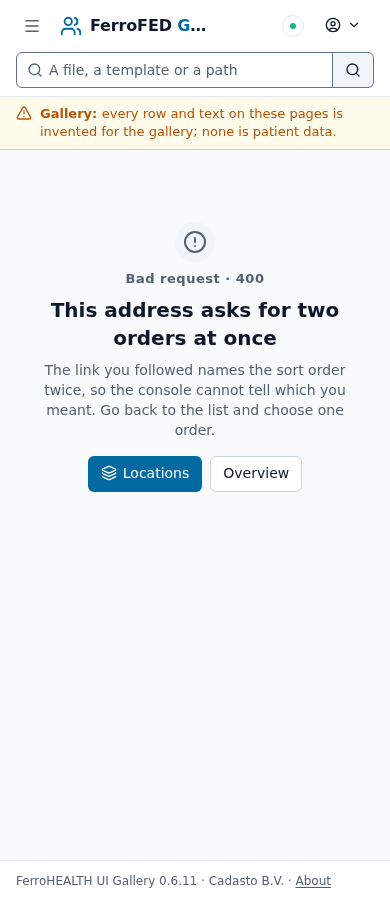 FerroFED G...
A file, a template or a path
Gallery: every row and text on these pages is
invented for the gallery; none is patient data.
Bad request · 400
This address asks for two
orders at once
The link you followed names the sort order
twice, so the console cannot tell which you
meant. Go back to the list and choose one
order.
Locations
Overview
FerroHEALTH UI Gallery 0.6.11 · Cadasto B.V. · About